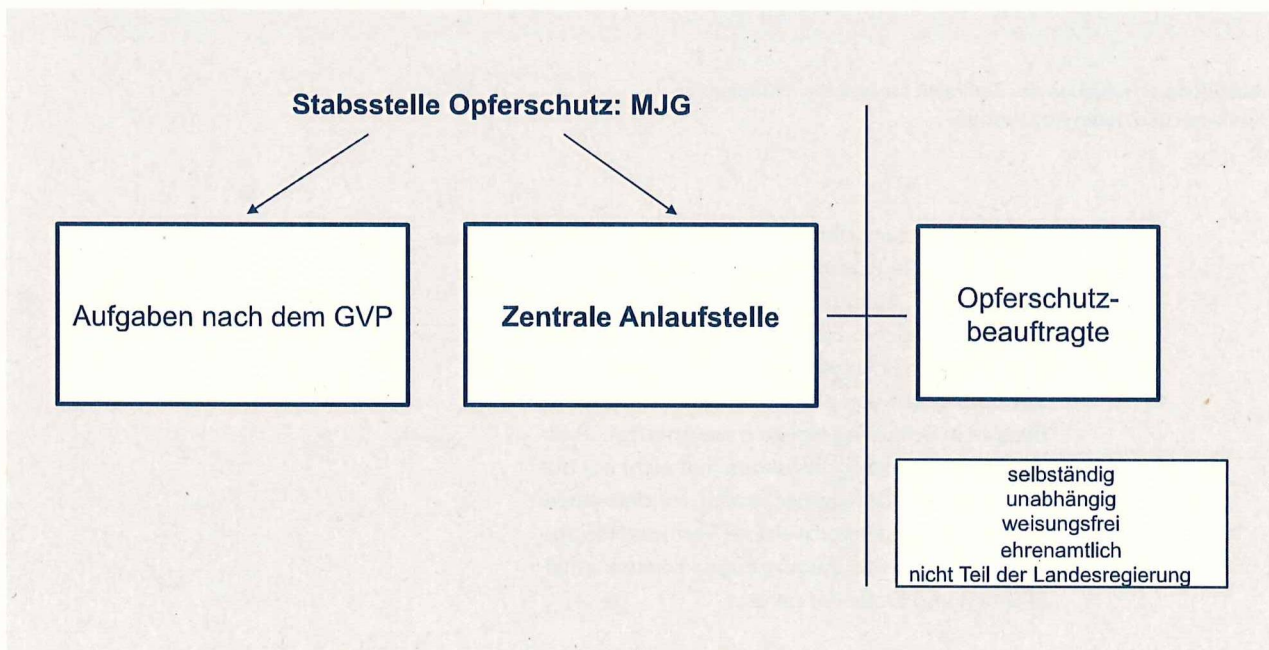 Stabsstelle Opferschutz: MJG
Aufgaben nach dem GVP
Zentrale Anlaufstelle
Opferschutz-
beauftragte
selbständig
unabhängig
weisungsfrei
ehrenamtlich
nicht Teil der Landesregierung